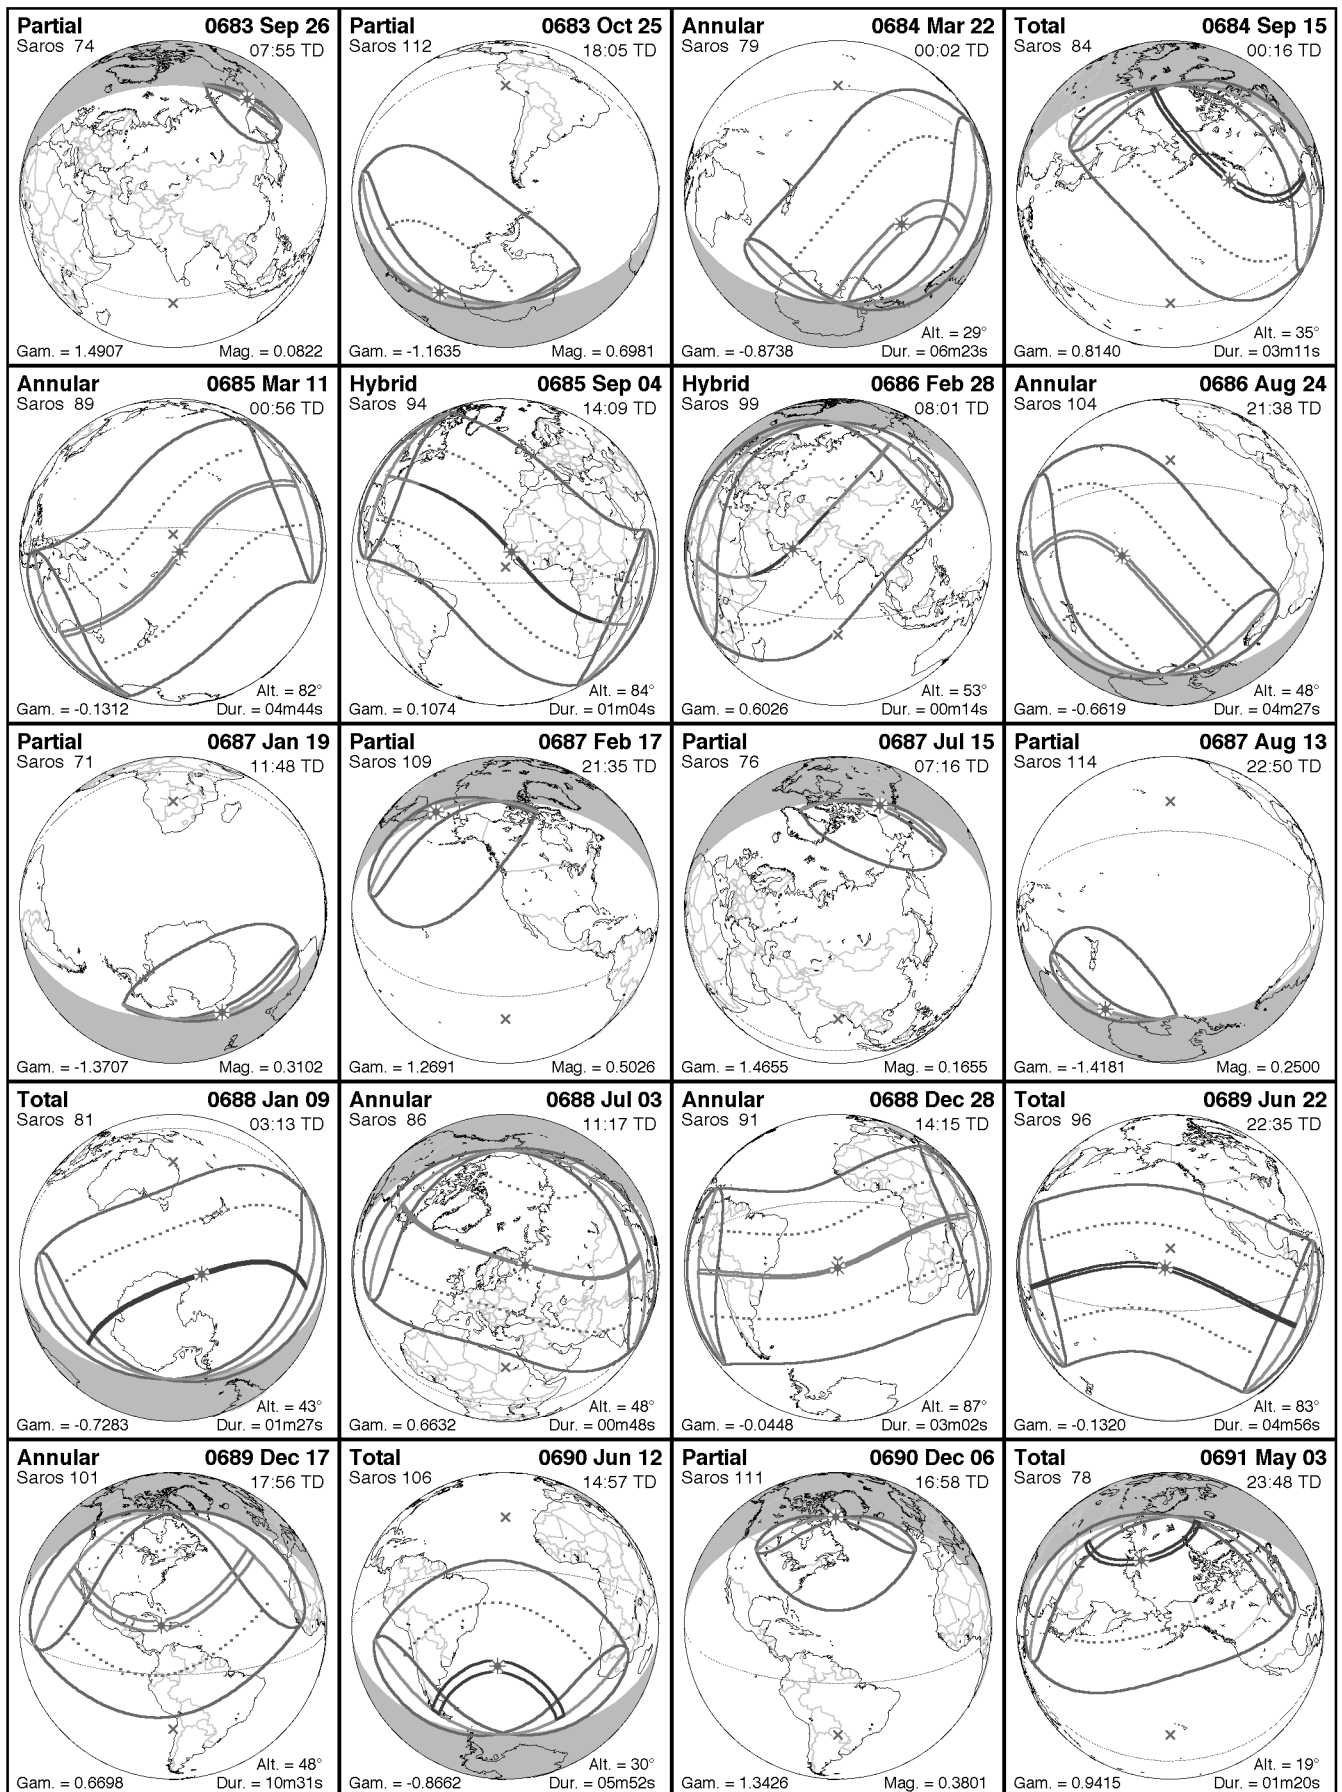 Partial 0683 Sep 26
Saros 74 07:55 TD
Gam. = 1.4907 Mag. = 0.0822
Partial 0683 Oct 25
Saros 112 18:05 TD
Gam. = -1.1635 Mag. = 0.6981
Annular 0684 Mar 22
Saros 79 00:02 TD
Alt. = 29°
Gam. = -0.8738 Dur. = 06m23s
Total 0684 Sep 15
Saros 84 00:16 TD
Alt. = 35°
Gam. = 0.8140 Dur. = 03m11s
Annular 0685 Mar 11
Saros 89 00:56 TD
Alt. = 82°
Gam. = -0.1312 Dur. = 04m44s
Hybrid 0685 Sep 04
Saros 94 14:09 TD
Alt. = 84°
Gam. = 0.1074 Dur. = 01m04s
Hybrid 0686 Feb 28
Saros 99 08:01 TD
Alt. = 53°
Gam. = 0.6026 Dur. = 00m14s
Annular 0686 Aug 24
Saros 104 21:38 TD
Alt. = 48°
Gam. = -0.6619 Dur. = 04m27s
Partial 0687 Jan 19
Saros 71 11:48 TD
Gam. = -1.3707 Mag. = 0.3102
Partial 0687 Feb 17
Saros 109 21:35 TD
Gam. = 1.2691 Mag. = 0.5026
Partial 0687 Jul 15
Saros 76 07:16 TD
Gam. = 1.4655 Mag. = 0.1655
Partial 0687 Aug 13
Saros 114 22:50 TD
Gam. = -1.4181 Mag. = 0.2500
Total 0688 Jan 09
Saros 81 03:13 TD
Alt. = 43°
Gam. = -0.7283 Dur. = 01m27s
Annular 0688 Jul 03
Saros 86 11:17 TD
Alt. = 48°
Gam. = 0.6632 Dur. = 00m48s
Annular 0688 Dec 28
Saros 91 14:15 TD
Alt. = 87°
Gam. = -0.0448 Dur. = 03m02s
Total 0689 Jun 22
Saros 96 22:35 TD
Alt. = 83°
Gam. = -0.1320 Dur. = 04m56s
Annular 0689 Dec 17
Saros 101 17:56 TD
Alt. = 48°
Gam. = 0.6698 Dur. = 10m31s
Total 0690 Jun 12
Saros 106 14:57 TD
Alt. = 30°
Gam. = -0.8662 Dur. = 05m52s
Partial 0690 Dec 06
Saros 111 16:58 TD
Gam. = 1.3426 Mag. = 0.3801
Total 0691 May 03
Saros 78 23:48 TD
Alt. = 19°
Gam. = 0.9415 Dur. = 01m20s